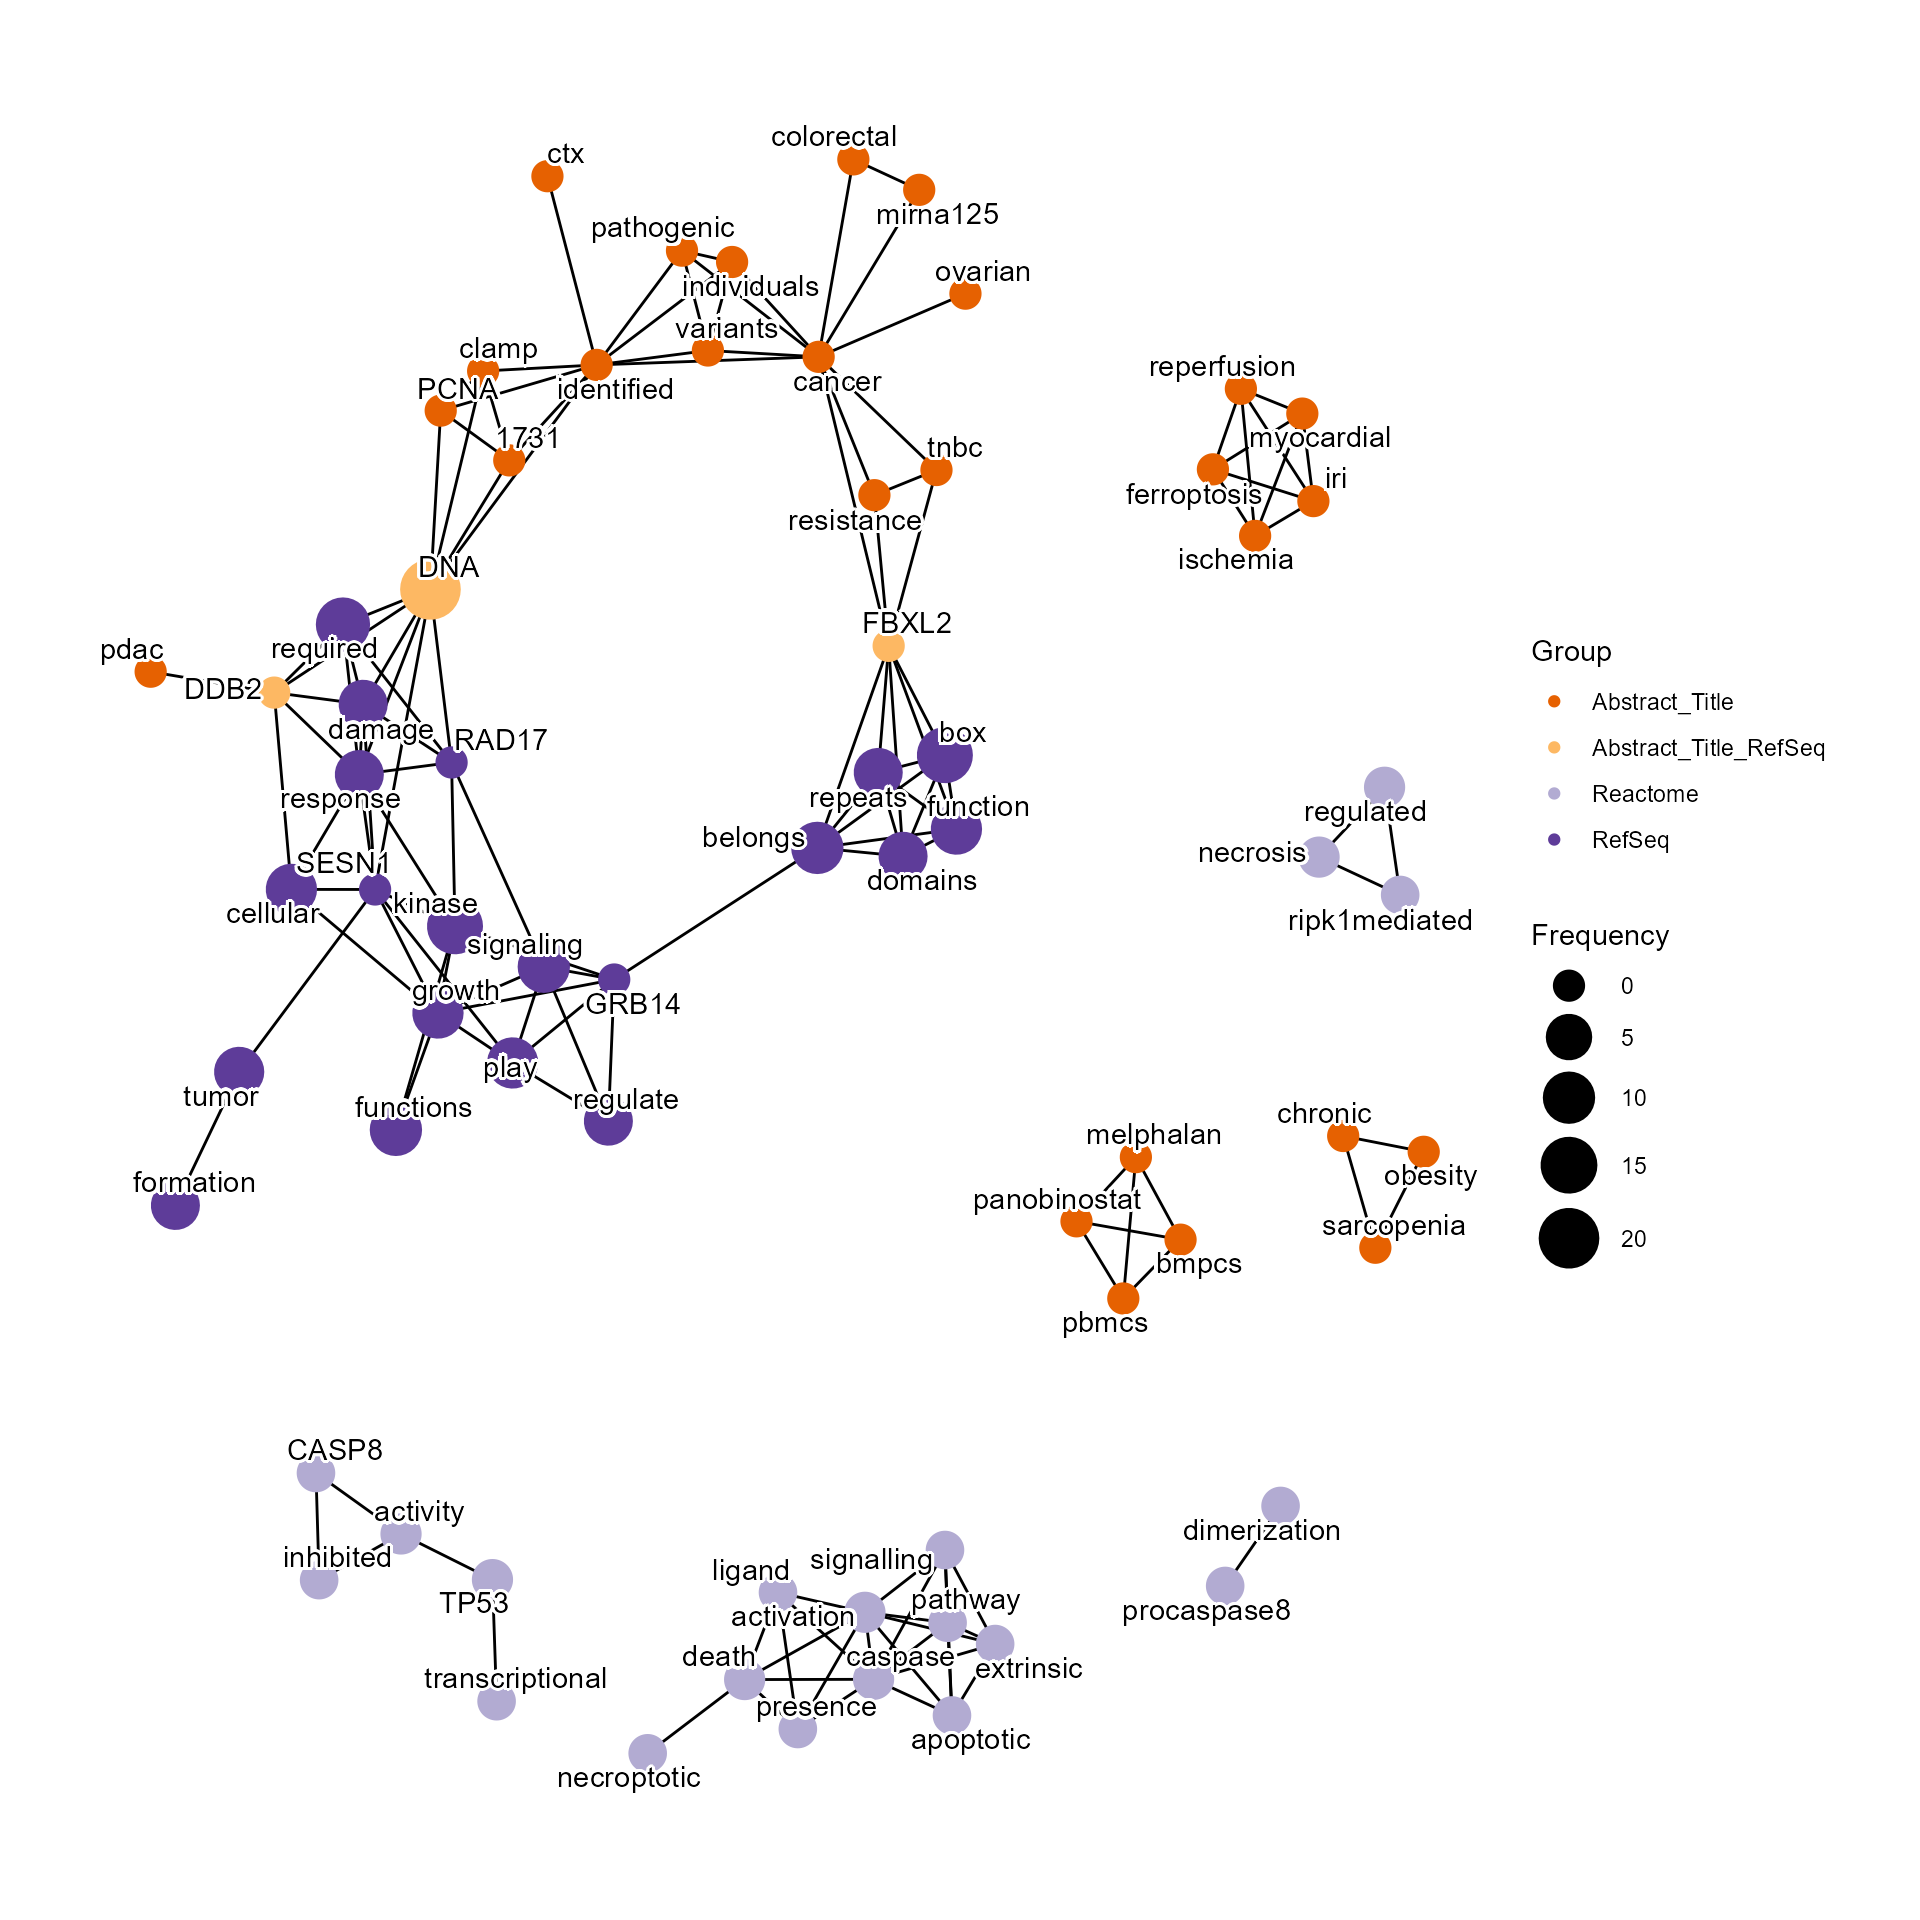 colorectal
ctx
mirna125
pathogenic
ovarian
individuals
variants
clamp
cancer
PCNA
identified
reperfusion
1731
tnbc
myocardial
iri
ferroptosis
resistance
ischemia
DNA
FBXL2
required
pdac
DDB2
damage
RAD17
box
response
repeats
function
belongs
domains
SESN1
cellular
kinase
signaling
growth
GRB14
play
tumor
functions
regulate
formation
regulated
necrosis
ripk1mediated
melphalan
chronic
obesity
panobinostat
sarcopenia
bmpcs
pbmcs
CASP8
activity
inhibited
TP53
transcriptional
ligand
signalling
activation
pathway
death
caspase
extrinsic
presence
apoptotic
necroptotic
dimerization
procaspase8
Group
Abstract_Title
Abstract_Title_RefSeq
Reactome
RefSeq
Frequency
0
5
10
15
20